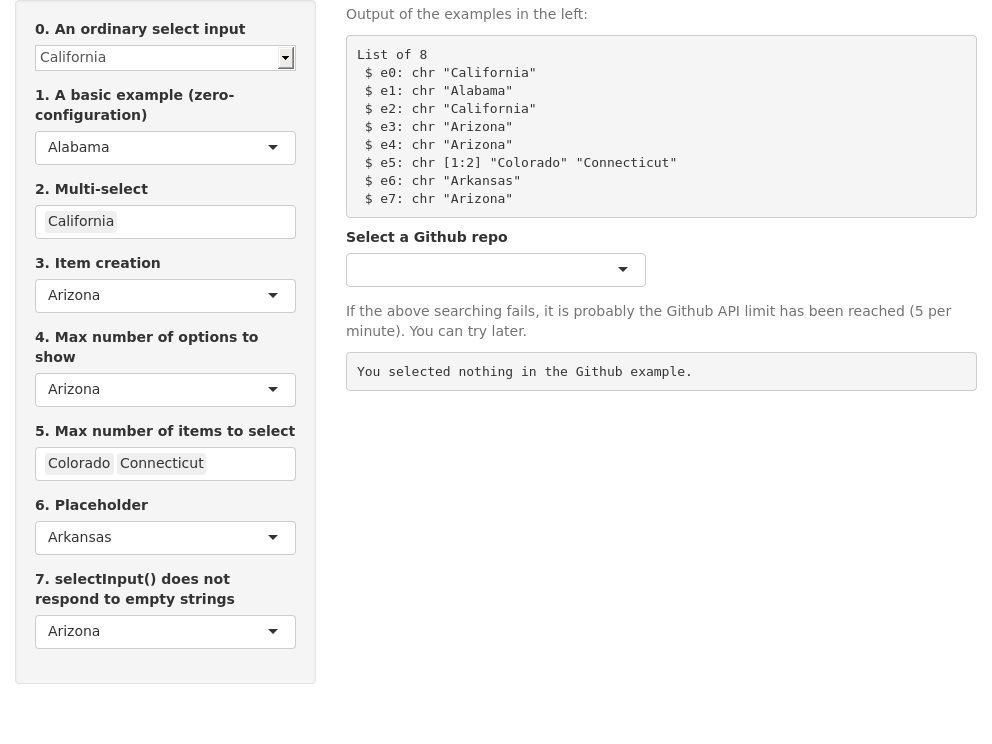 0. An ordinary select input
California
1. A basic example (zero-
configuration)
Alabama
2. Multi-select
California
3. Item creation
Arizona
4. Max number of options to
show
Arizona
5. Max number of items to select
Colorado Connecticut
6. Placeholder
Arkansas
7. selectInput() does not
respond to empty strings
Arizona
Output of the examples in the left:
List of 8
 $ e0: chr "California"
 $ e1: chr "Alabama"
 $ e2: chr "California"
 $ e3: chr "Arizona"
 $ e4: chr "Arizona"
 $ e5: chr [1:2] "Colorado" "Connecticut"
 $ e6: chr "Arkansas"
 $ e7: chr "Arizona"
Select a Github repo
If the above searching fails, it is probably the Github API limit has been reached (5 per
minute). You can try later.
You selected nothing in the Github example.